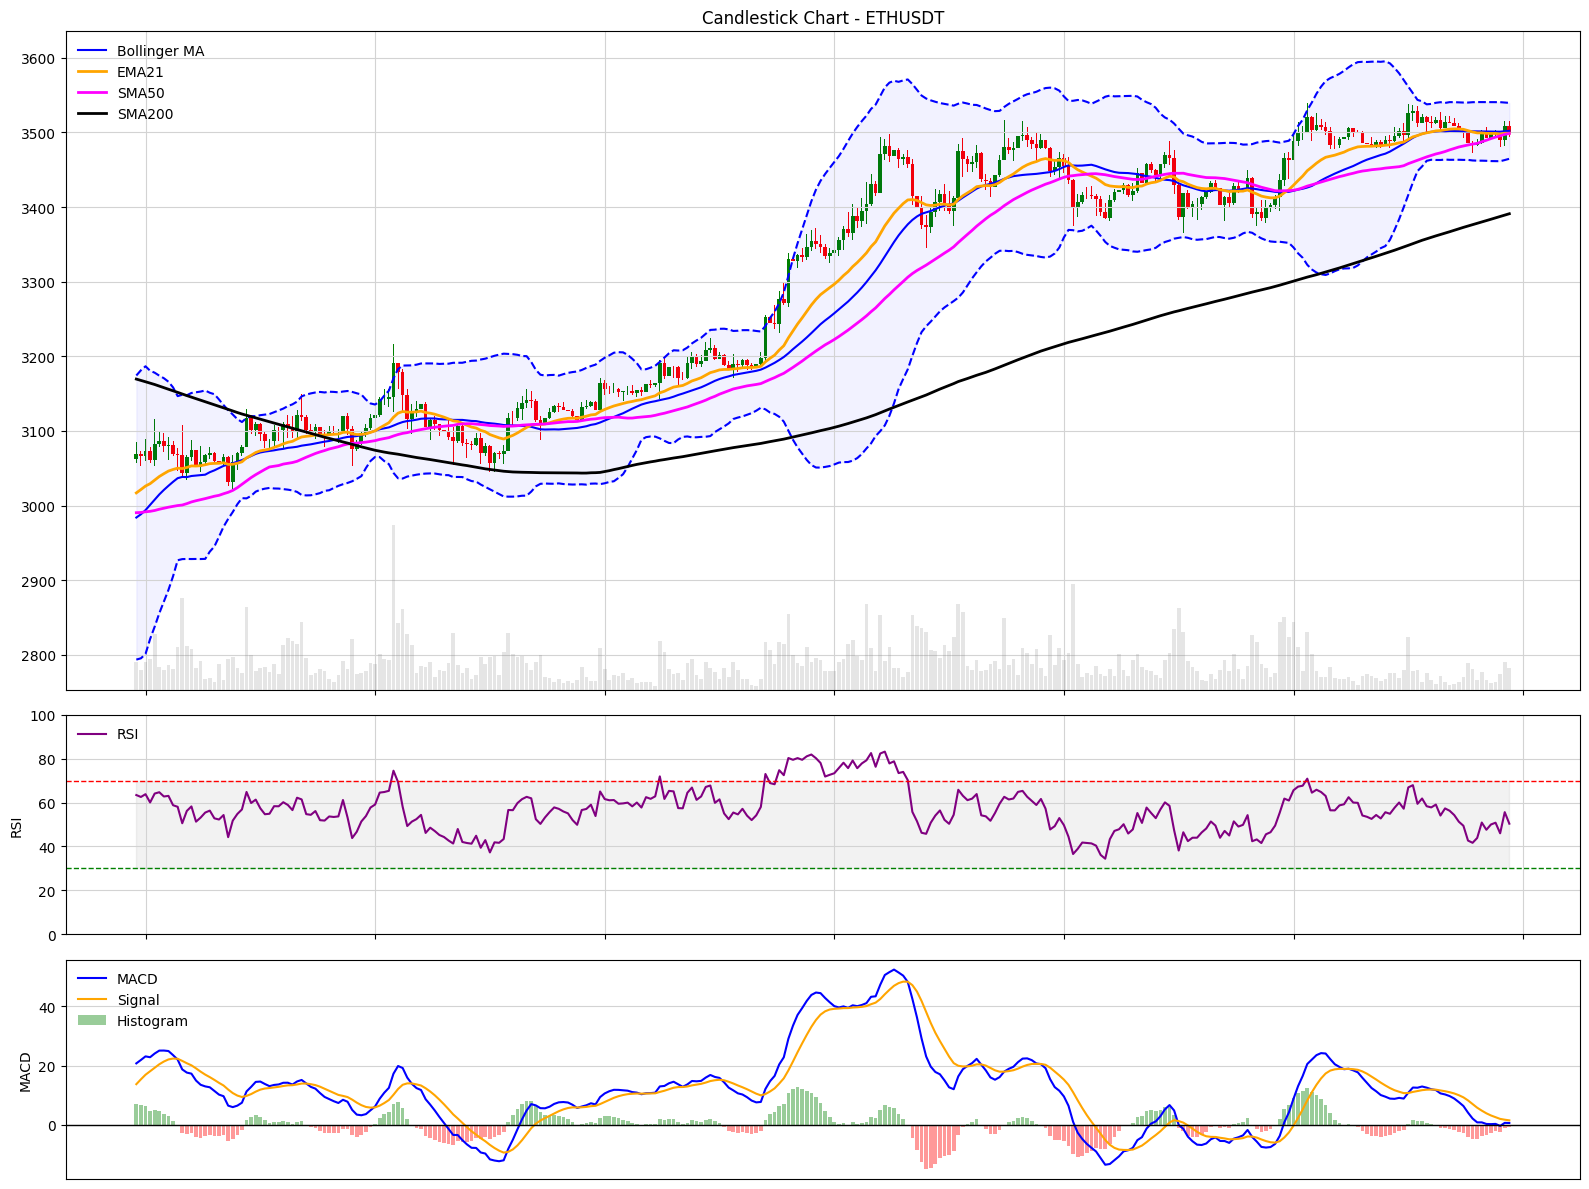 Candlestick Chart - ETHUSDT
Bollinger MA
EMA21
SMA50
SMA200
3600
3500
3400
3300
3200
3100
3000
2900
2800
RSI
100
80
60
40
20
0
RSI
MACD
Signal
Histogram
40
20
0
MACD